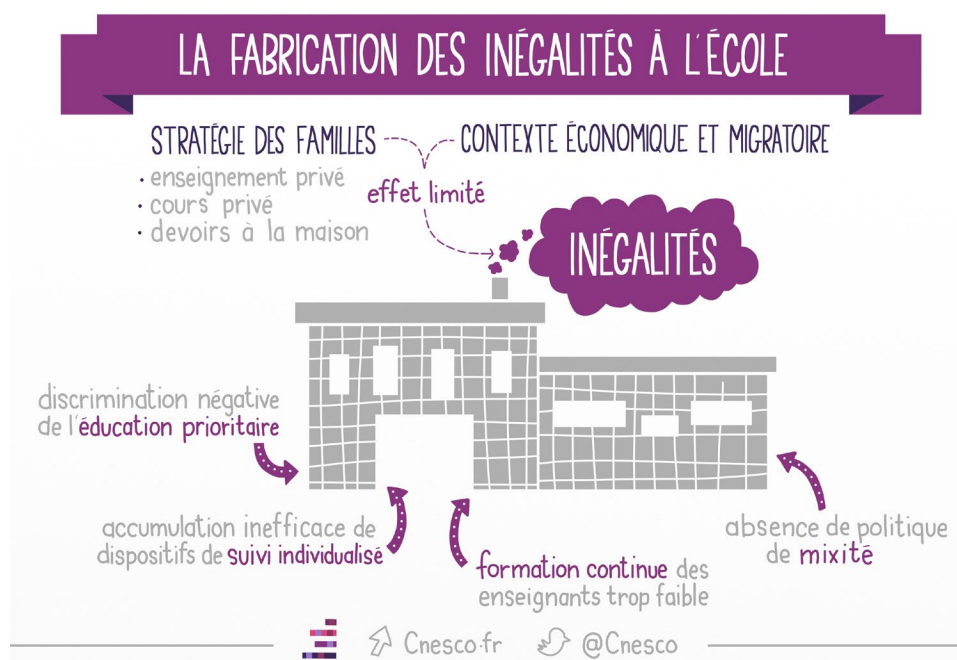 LA FABRICATION DES INÉGALITÉS À L'ÉCOLE
STRATÉGIE DES FAMILLES
• enseignement privé
• cours privé
• devoirs à la maison
CONTEXTE ÉCONOMIQUE ET MIGRATOIRE
effet limité
INÉGALITÉS
discrimination négative
de l'éducation prioritaire
accumulation inefficace de
dispositifs de suivi individualisé
formation continue des
enseignants trop faible
absence de politique
de mixité
Cnesco.fr
@Cnesco